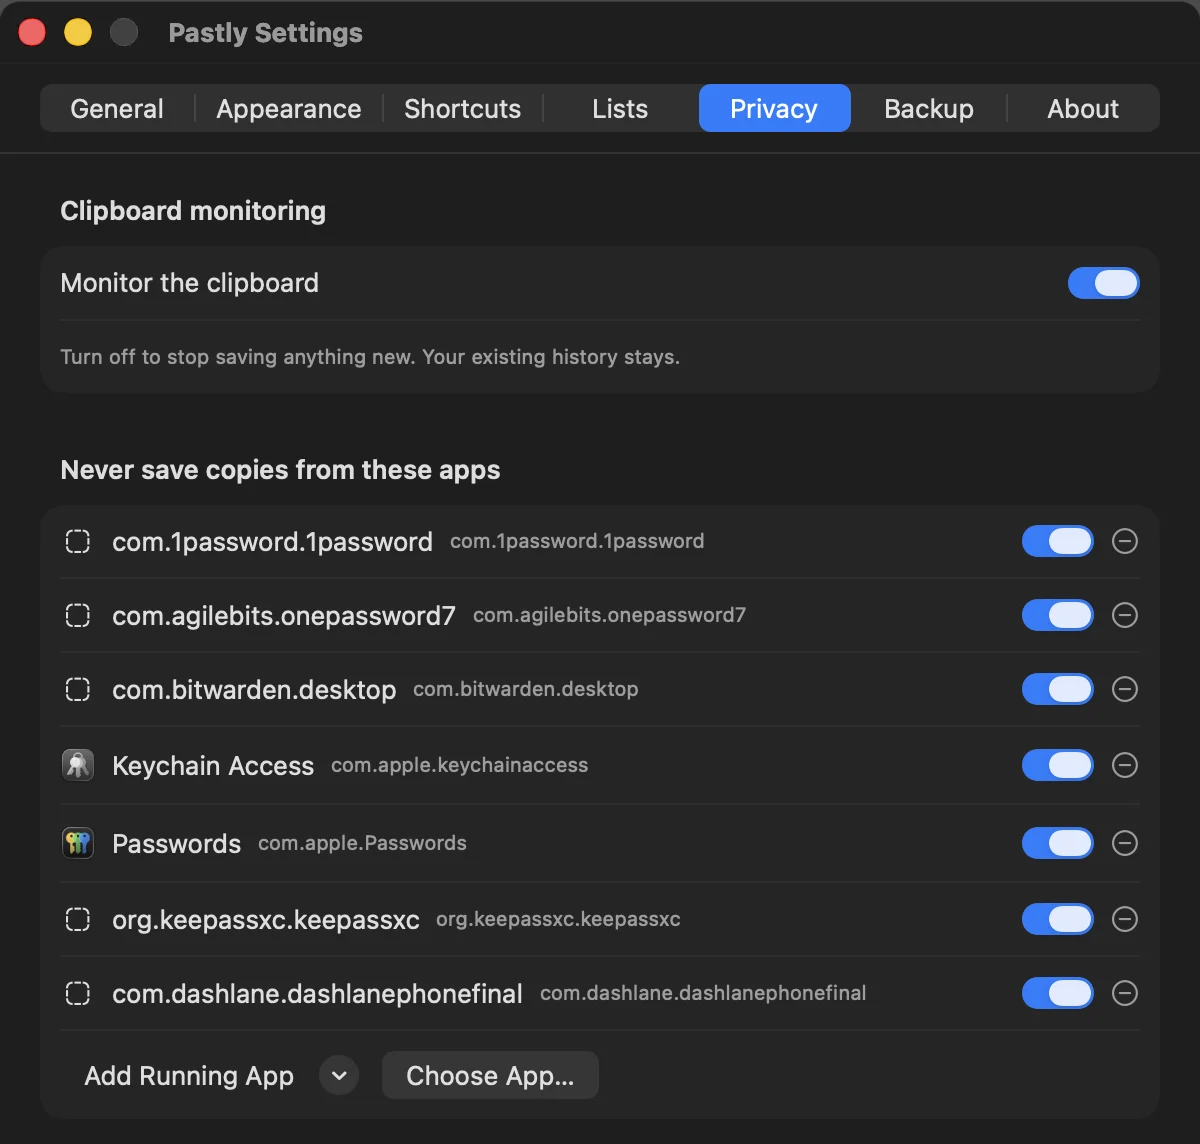 Pastly Settings
General Appearance Shortcuts Lists Privacy Backup About
Clipboard monitoring
Monitor the clipboard
Turn off to stop saving anything new. Your existing history stays.
Never save copies from these apps
com.1password.1password com.1password.1password
com.agilebits.onepassword7 com.agilebits.onepassword7
com.bitwarden.desktop com.bitwarden.desktop
Keychain Access com.apple.keychainaccess
Passwords com.apple.Passwords
org.keepassxc.keepassxc org.keepassxc.keepassxc
com.dashlane.dashlanephonefinal com.dashlane.dashlanephonefinal
Add Running App Choose App...